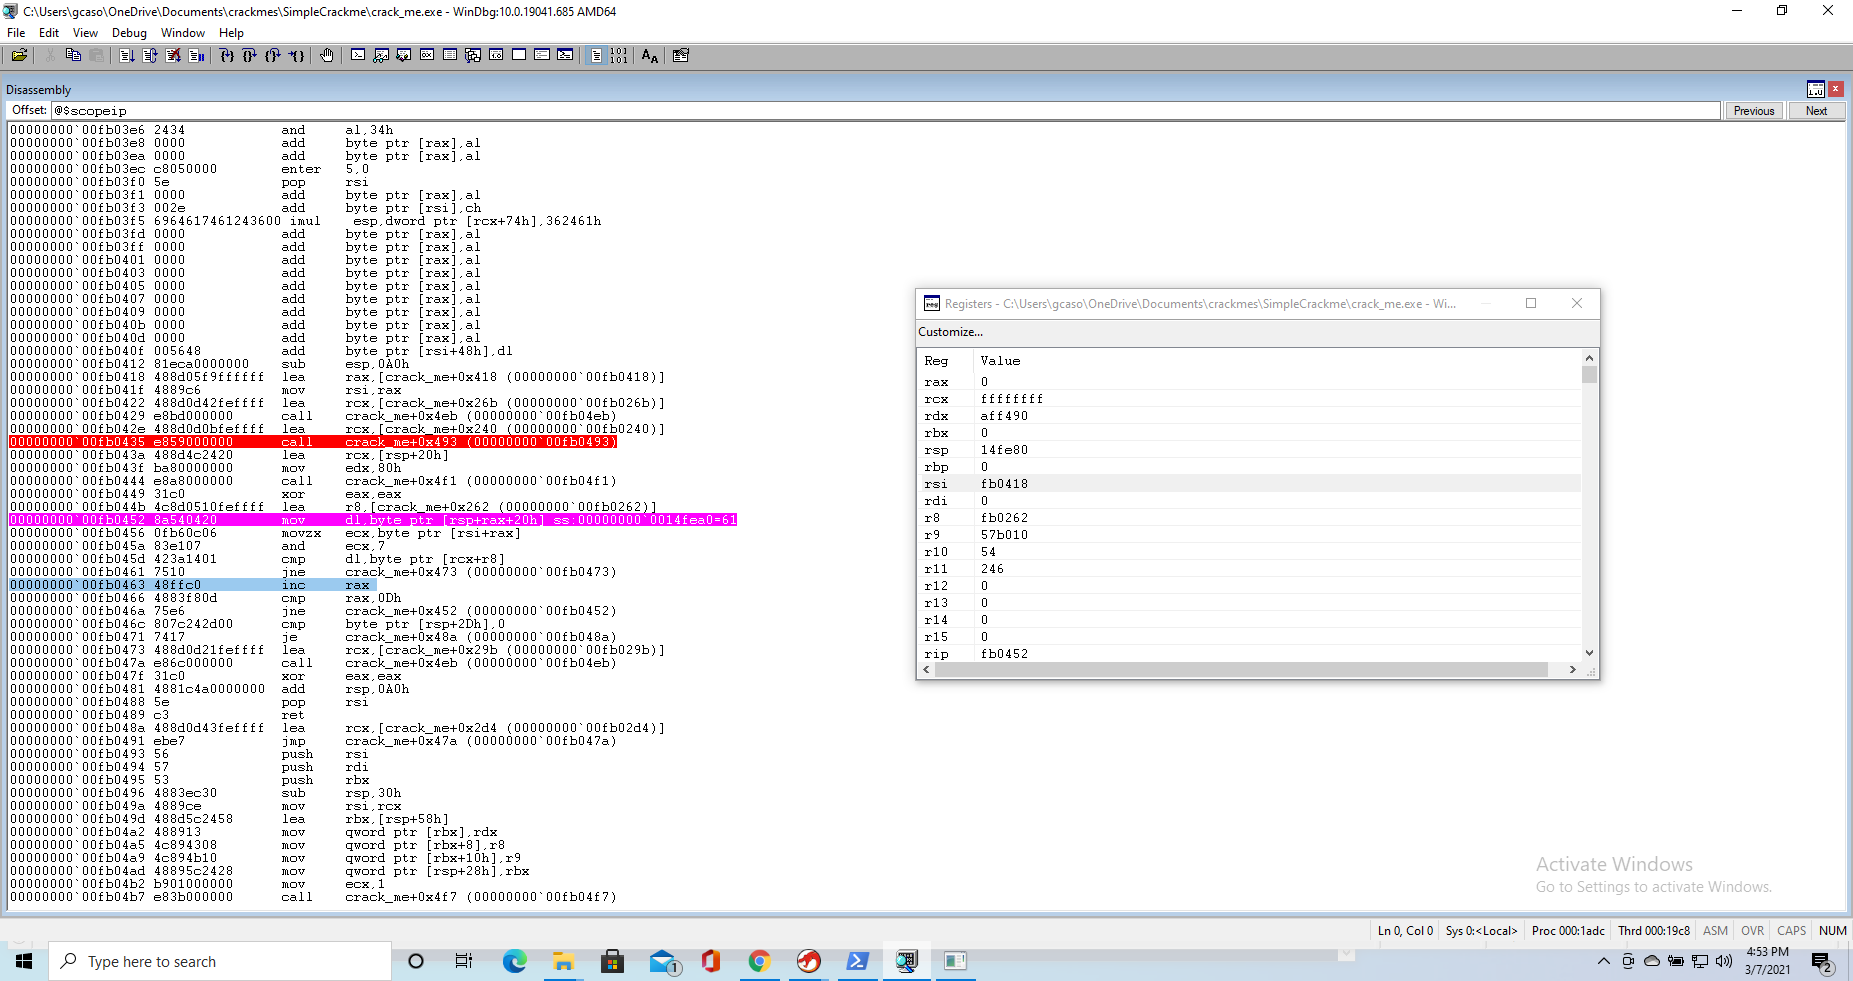 C:\Users\gcaso\OneDrive\Documents\crackmes\SimpleCrackme\crack_me.exe - WinDbg:10.0.19041.685 AMD64
File Edit View Debug Window Help
Disassembly
Offset: @$scopeip Previous Next
00000000`00fb03e6 2434 and al,34h
00000000`00fb03e8 0000 add byte ptr [rax],al
00000000`00fb03ea 0000 add byte ptr [rax],al
00000000`00fb03ec c8050000 enter 5,0
00000000`00fb03f0 5e pop rsi
00000000`00fb03f1 0000 add byte ptr [rax],al
00000000`00fb03f3 002e add byte ptr [rsi],ch
00000000`00fb03f5 6964617461243600 imul esp,dword ptr [rcx+74h],362461h
00000000`00fb03fd 0000 add byte ptr [rax],al
00000000`00fb03ff 0000 add byte ptr [rax],al
00000000`00fb0401 0000 add byte ptr [rax],al
00000000`00fb0403 0000 add byte ptr [rax],al
00000000`00fb0405 0000 add byte ptr [rax],al
00000000`00fb0407 0000 add byte ptr [rax],al
00000000`00fb0409 0000 add byte ptr [rax],al
00000000`00fb040b 0000 add byte ptr [rax],al
00000000`00fb040d 0000 add byte ptr [rax],al
00000000`00fb040f 005648 add byte ptr [rsi+48h],dl
00000000`00fb0412 81eca0000000 sub esp,0A0h
00000000`00fb0418 488d05f9ffffff lea rax,[crack_me+0x418 (00000000`00fb0418)]
00000000`00fb041f 4889c6 mov rsi,rax
00000000`00fb0422 488d0d42feffff lea rcx,[crack_me+0x26b (00000000`00fb026b)]
00000000`00fb0429 e8bd000000 call crack_me+0x4eb (00000000`00fb04eb)
00000000`00fb042e 488d0d0bfeffff lea rcx,[crack_me+0x240 (00000000`00fb0240)]
00000000`00fb0435 e859000000 call crack_me+0x493 (00000000`00fb0493)
00000000`00fb043a 488d4c2420 lea rcx,[rsp+20h]
00000000`00fb043f ba80000000 mov edx,80h
00000000`00fb0444 e8a8000000 call crack_me+0x4f1 (00000000`00fb04f1)
00000000`00fb0449 31c0 xor eax,eax
00000000`00fb044b 4c8d0510feffff lea r8,[crack_me+0x262 (00000000`00fb0262)]
00000000`00fb0452 8a540420 mov dl,byte ptr [rsp+rax+20h] ss:00000000`0014fea0=61
00000000`00fb0456 0fb60c06 movzx ecx,byte ptr [rsi+rax]
00000000`00fb045a 83e107 and ecx,7
00000000`00fb045d 423a1401 cmp dl,byte ptr [rcx+r8]
00000000`00fb0461 7510 jne crack_me+0x473 (00000000`00fb0473)
00000000`00fb0463 48ffc0 inc rax
00000000`00fb0466 4883f80d cmp rax,0Dh
00000000`00fb046a 75e6 jne crack_me+0x452 (00000000`00fb0452)
00000000`00fb046c 807c242d00 cmp byte ptr [rsp+2Dh],0
00000000`00fb0471 7417 je crack_me+0x48a (00000000`00fb048a)
00000000`00fb0473 488d0d21feffff lea rcx,[crack_me+0x29b (00000000`00fb029b)]
00000000`00fb047a e86c000000 call crack_me+0x4eb (00000000`00fb04eb)
00000000`00fb047f 31c0 xor eax,eax
00000000`00fb0481 4881c4a0000000 add rsp,0A0h
00000000`00fb0488 5e pop rsi
00000000`00fb0489 c3 ret
00000000`00fb048a 488d0d43feffff lea rcx,[crack_me+0x2d4 (00000000`00fb02d4)]
00000000`00fb0491 ebe7 jmp crack_me+0x47a (00000000`00fb047a)
00000000`00fb0493 56 push rsi
00000000`00fb0494 57 push rdi
00000000`00fb0495 53 push rbx
00000000`00fb0496 4883ec30 sub rsp,30h
00000000`00fb049a 4889ce mov rsi,rcx
00000000`00fb049d 488d5c2458 lea rbx,[rsp+58h]
00000000`00fb04a2 488913 mov qword ptr [rbx],rdx
00000000`00fb04a5 4c894308 mov qword ptr [rbx+8],r8
00000000`00fb04a9 4c894b10 mov qword ptr [rbx+10h],r9
00000000`00fb04ad 48895c2428 mov qword ptr [rsp+28h],rbx
00000000`00fb04b2 b901000000 mov ecx,1
00000000`00fb04b7 e83b000000 call crack_me+0x4f7 (00000000`00fb04f7)
Registers - C:\Users\gcaso\OneDrive\Documents\crackmes\SimpleCrackme\crack_me.exe - Wi...
Customize...
Reg Value
rax 0
rcx ffffffff
rdx aff490
rbx 0
rsp 14fe80
rbp 0
rsi fb0418
rdi 0
r8 fb0262
r9 57b010
r10 54
r11 246
r12 0
r13 0
r14 0
r15 0
rip fb0452
Activate Windows
Go to Settings to activate Windows.
Ln 0, Col 0 Sys 0:<Local> Proc 000:1adc Thrd 000:19c8 ASM OVR CAPS NUM
Type here to search
1
4:53 PM
3/7/2021
2